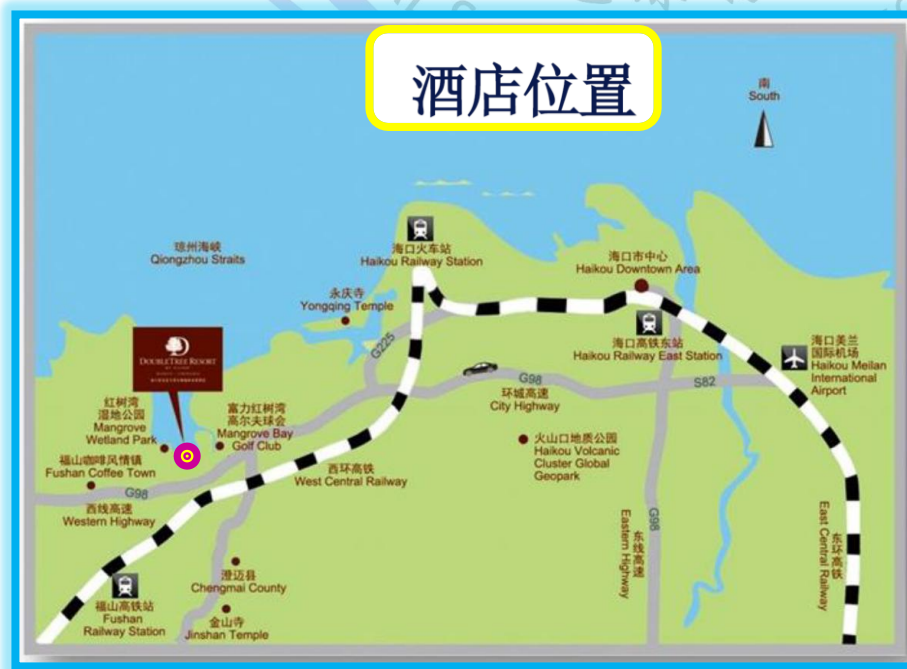 酒店位置
南
South
琼州海峡
Qiongzhou Straits
海口火车站
Haikou Railway Station
海口市中心
Haikou Downtown Area
永庆寺
Yongqing Temple
G225
海口高铁东站
Haikou Railway East Station
海口美兰
国际机场
Haikou Meilan
International
Airport
DOUBLETREE RESORT
G98
环城高速
City Highway
S82
红树湾
湿地公园
Mangrove
Wetland Park
富力红树湾
高尔夫球会
Mangrove Bay
Golf Club
火山口地质公园
Haikou Volcanic
Cluster Global
Geopark
福山咖啡风情镇
Fushan Coffee Town
G98
西线高速
Western Highway
西环高铁
West Central Railway
G98
东线高速
Eastern Highway
东环高铁
East Central Railway
澄迈县
Chengmai County
福山高铁站
Fushan
Railway Station
金山寺
Jinshan Temple